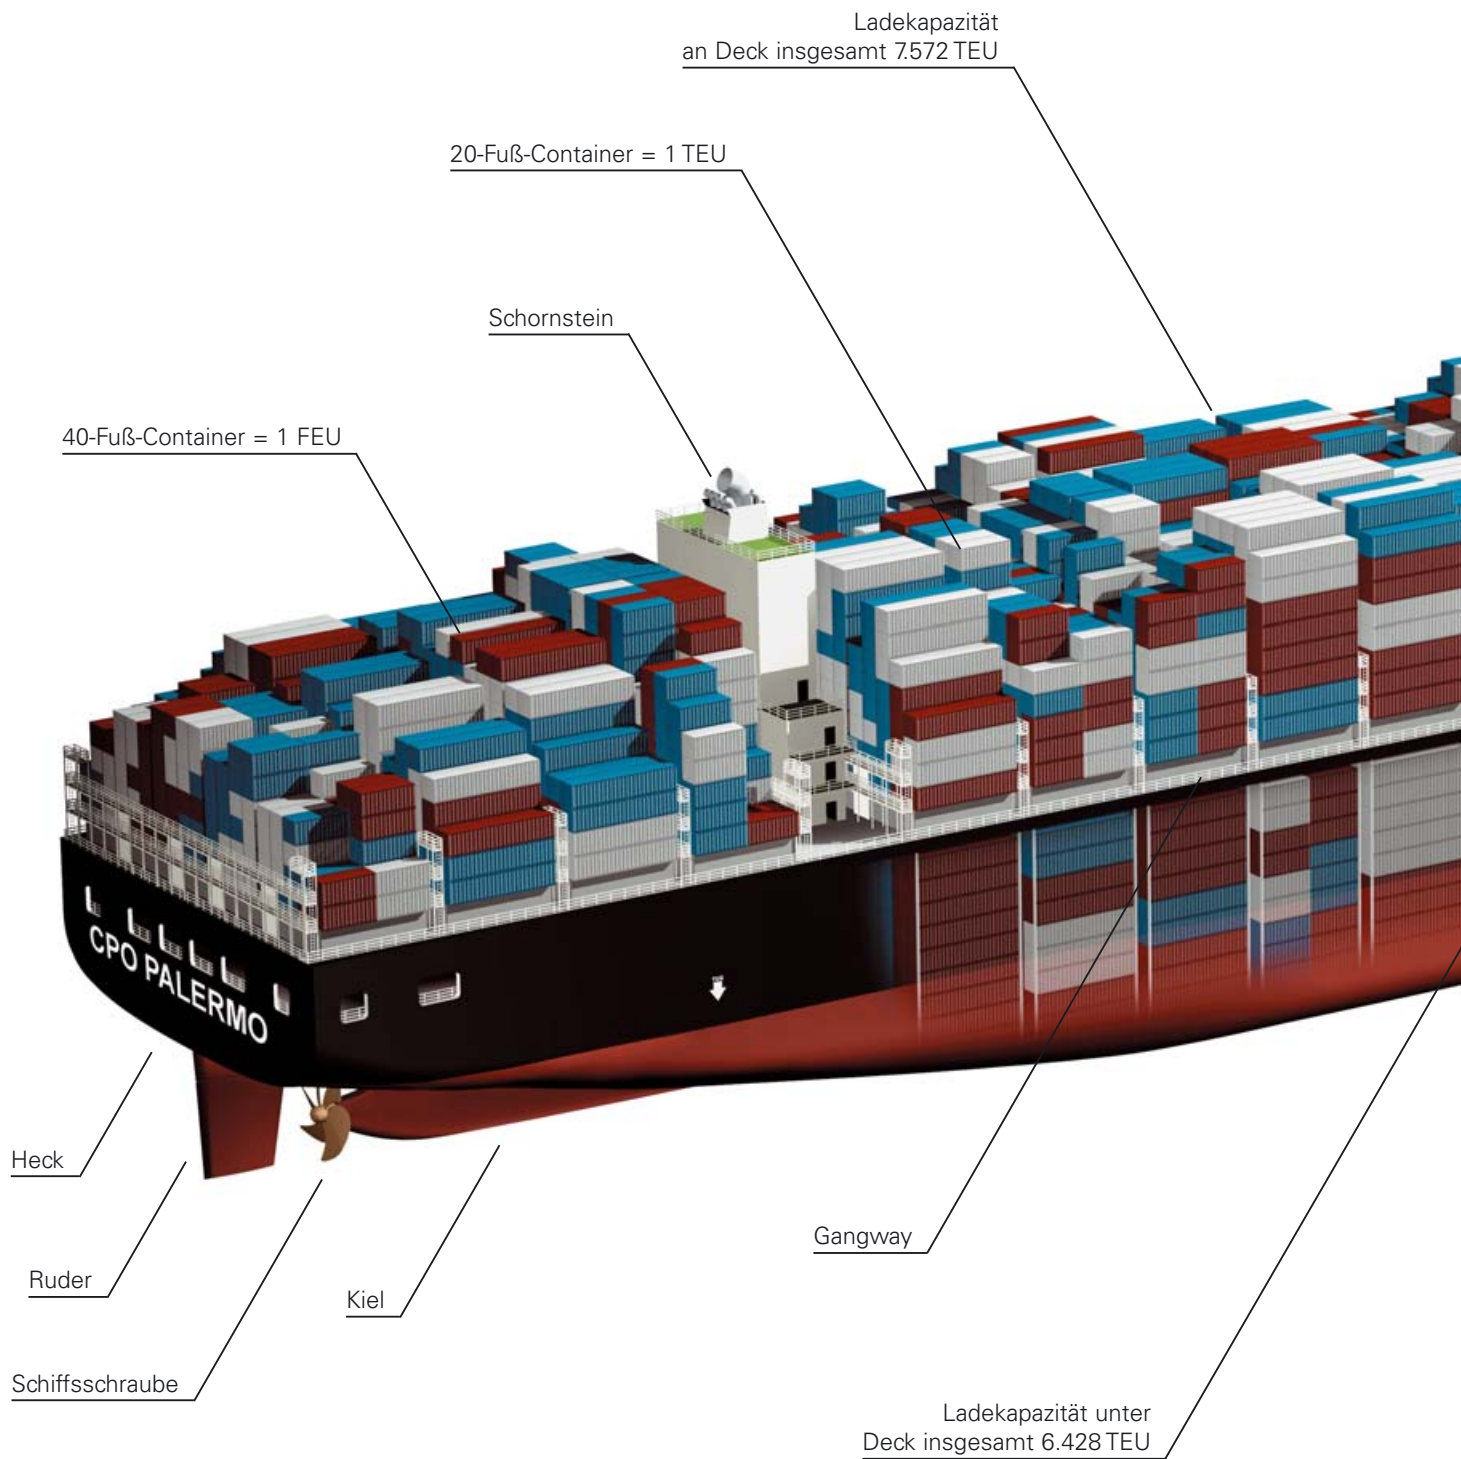 Ladekapazität
an Deck insgesamt 7.572 TEU
20-Fuß-Container = 1 TEU
Schornstein
40-Fuß-Container = 1 FEU
CPO PALERMO
Heck
Ruder
Kiel
Schiffsschraube
Gangway
Ladekapazität unter
Deck insgesamt 6.428 TEU